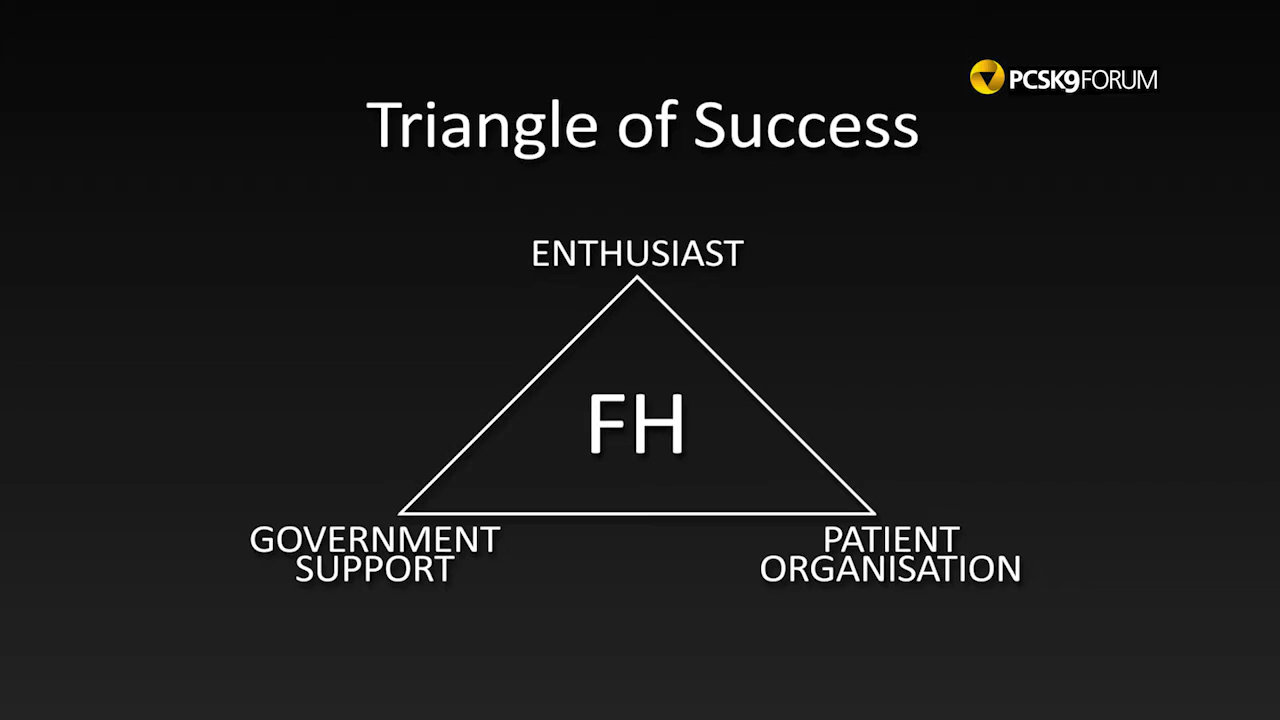 PCSK9FORUM
Triangle of Success
ENTHUSIAST
FH
GOVERNMENT
SUPPORT
PATIENT
ORGANISATION